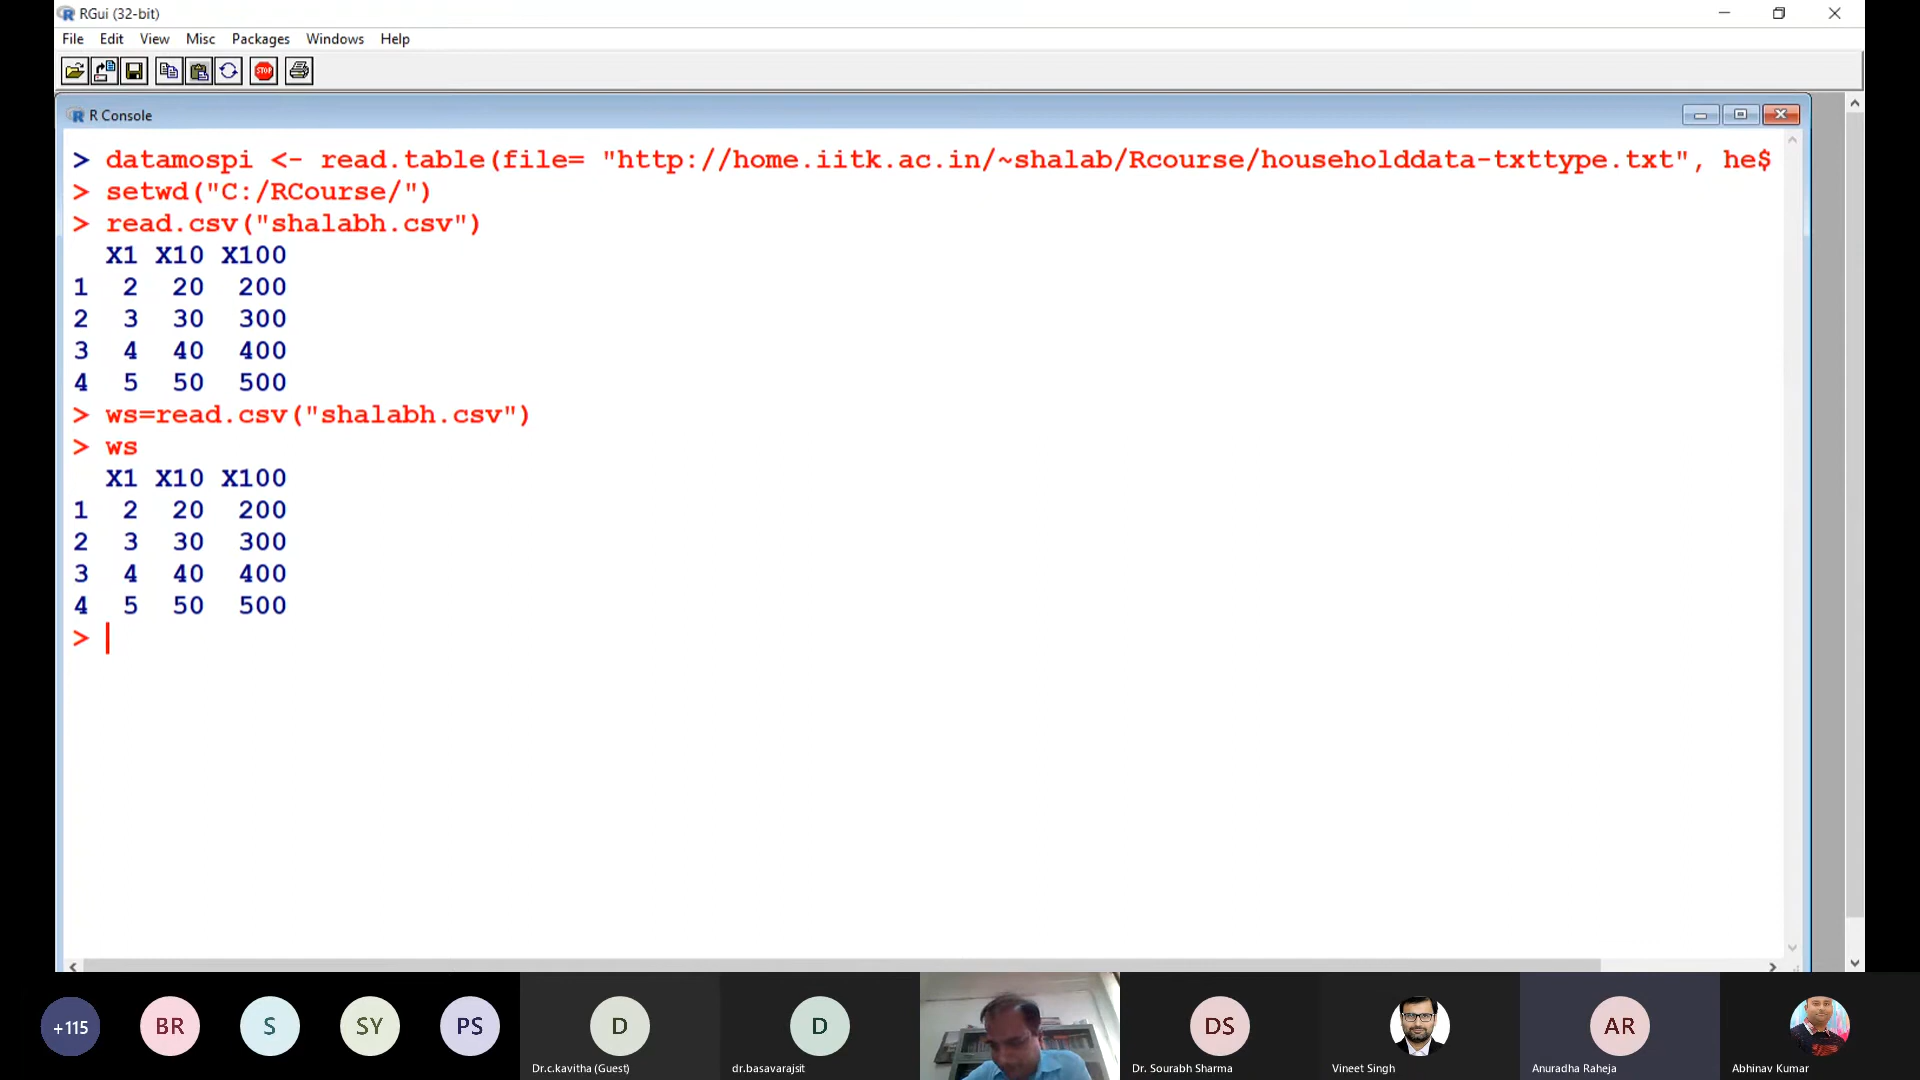 RGui (32-bit)
File Edit View Misc Packages Windows Help
STOP
R Console
> datamospi <- read.table(file= "http://home.iitk.ac.in/~shalab/Rcourse/householddata-txttype.txt", he$
> setwd("C:/RCourse/")
> read.csv("shalabh.csv")
X1 X10 X100
1 2 20 200
2 3 30 300
3 4 40 400
4 5 50 500
> ws=read.csv("shalabh.csv")
> ws
X1 X10 X100
1 2 20 200
2 3 30 300
3 4 40 400
4 5 50 500
>
+115 BR S SY PS D D DS AR
Dr.c.kavitha (Guest) dr.basavarajsit Dr. Sourabh Sharma Vineet Singh Anuradha Raheja Abhinav Kumar